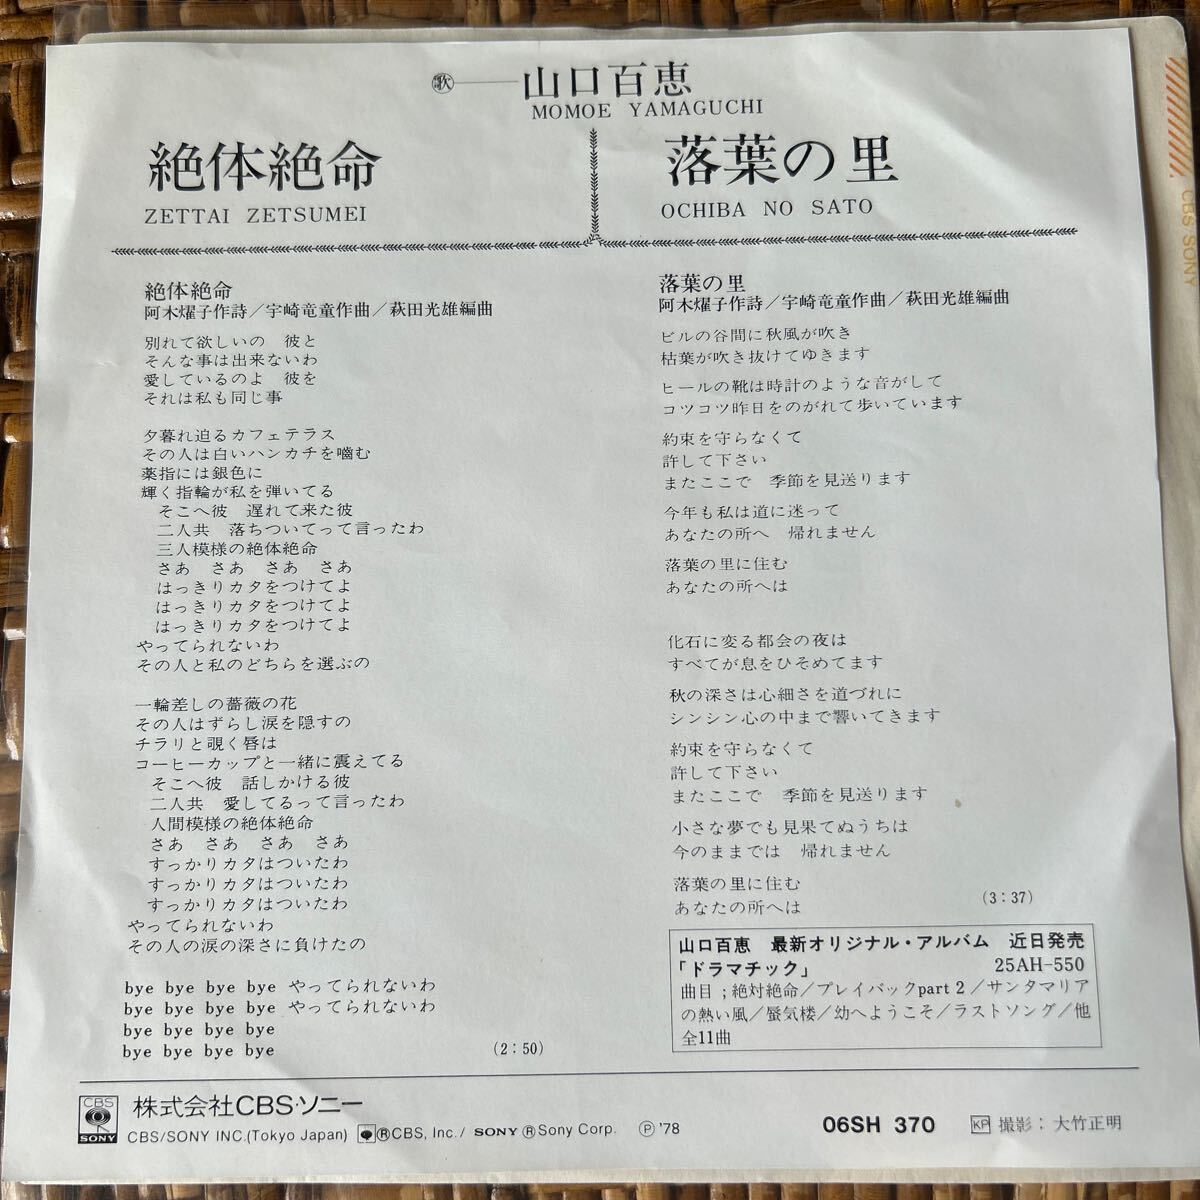 歌 山口百恵
MOMOE YAMAGUCHI
絶体絶命
ZETTAI ZETSUMEI
落葉の里
OCHIBA NO SATO
絶体絶命
阿木燿子作詩/宇崎竜童作曲/萩田光雄編曲
別れて欲しいの　彼と
そんな事は出来ないわ
愛しているのよ　彼を
それは私も同じ事
夕暮れ迫るカフェテラス
その人は白いハンカチを噛む
薬指には銀色に
輝く指輪が私を弾いてる
そこへ彼　遅れて来た彼
二人共　落ちついてって言ったわ
三人模様の絶体絶命
さあ　さあ　さあ　さあ
はっきりカタをつけてよ
はっきりカタをつけてよ
はっきりカタをつけてよ
やってられないわ
その人と私のどちらを選ぶの
一輪差しの薔薇の花
その人はずらし涙を隠すの
チラリと覗く唇は
コーヒーカップと一緒に震えてる
そこへ彼　話しかける彼
二人共　愛してるって言ったわ
人間模様の絶体絶命
さあ　さあ　さあ　さあ
すっかりカタはついたわ
すっかりカタはついたわ
すっかりカタはついたわ
やってられないわ
その人の涙の深さに負けたの
bye bye bye bye やってられないわ
bye bye bye bye やってられないわ
bye bye bye bye
bye bye bye bye
(2:50)
落葉の里
阿木燿子作詩/宇崎竜童作曲/萩田光雄編曲
ビルの谷間に秋風が吹き
枯葉が吹き抜けてゆきます
ヒールの靴は時計のような音がして
コツコツ昨日をのがれて歩いています
約束を守らなくて
許して下さい
またここで　季節を見送ります
今年も私は道に迷って
あなたの所へ　帰れません
落葉の里に住む
あなたの所へは
化石に変る都会の夜は
すべてが息をひそめてます
秋の深さは心細さを道づれに
シンシン心の中まで響いてきます
約束を守らなくて
許して下さい
またここで　季節を見送ります
小さな夢でも見果てぬうちは
今のままでは　帰れません
落葉の里に住む
あなたの所へは
(3:37)
山口百恵　最新オリジナル・アルバム　近日発売
「ドラマチック」 25AH-550
曲目;絶対絶命/プレイバックpart 2/サンタマリア
の熱い風/蜃気楼/幼へようこそ/ラストソング/他
全11曲
CBS
SONY
株式会社CBS・ソニー
CBS/SONY INC.(Tokyo Japan) ®CBS, Inc./ SONY ®Sony Corp. ℗'78
06SH 370
KP 撮影:大竹正明
CBS SONY